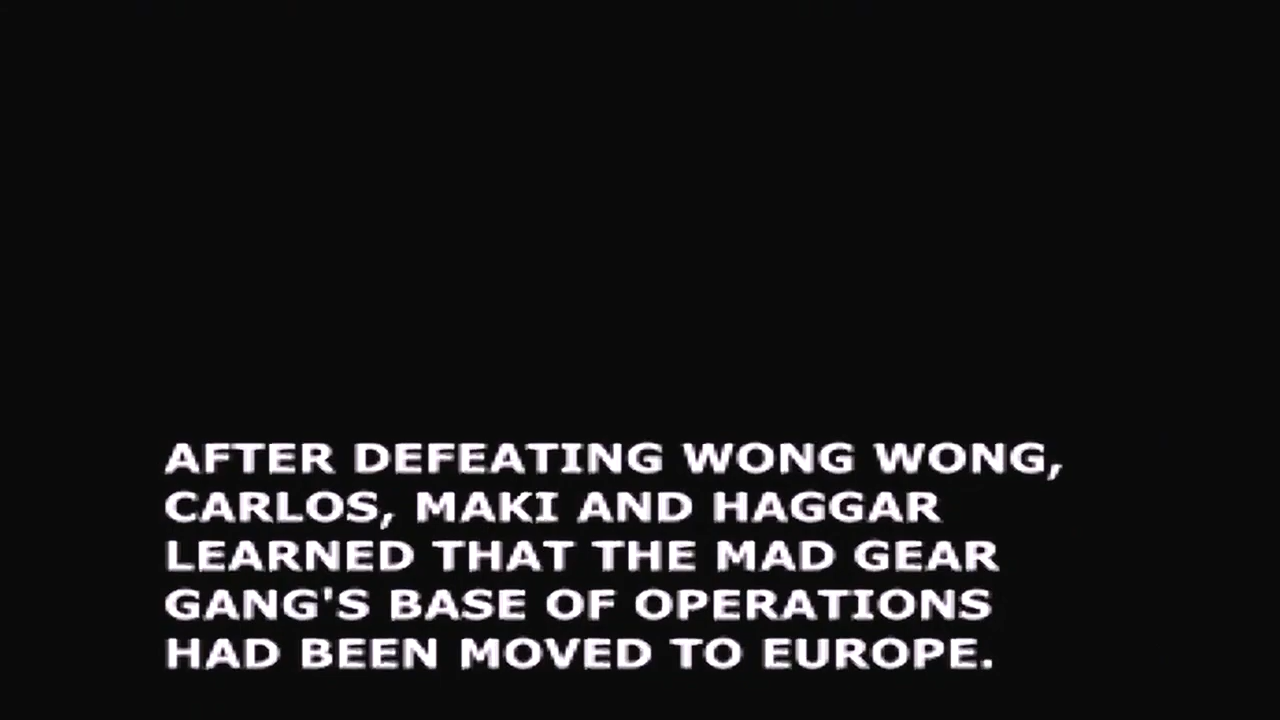 AFTER DEFEATING WONG WONG,
CARLOS, MAKI AND HAGGAR
LEARNED THAT THE MAD GEAR
GANG'S BASE OF OPERATIONS
HAD BEEN MOVED TO EUROPE.